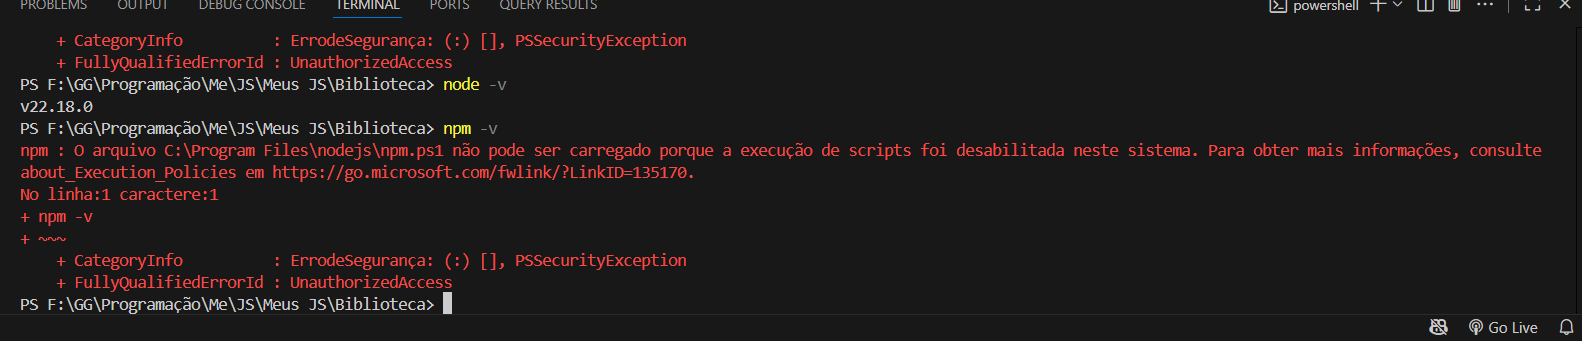 PROBLEMS OUTPUT DEBUG CONSOLE TERMINAL PORTS QUERY RESULTS powershell
+ CategoryInfo : ErrodeSegurança: (:) [], PSSecurityException
+ FullyQualifiedErrorId : UnauthorizedAccess
PS F:\GG\Programação\Me\JS\Meus JS\Biblioteca> node -v
v22.18.0
PS F:\GG\Programação\Me\JS\Meus JS\Biblioteca> npm -v
npm : O arquivo C:\Program Files\nodejs\npm.ps1 não pode ser carregado porque a execução de scripts foi desabilitada neste sistema. Para obter mais informações, consulte
about_Execution_Policies em https://go.microsoft.com/fwlink/?LinkID=135170.
No linha:1 caractere:1
+ npm -v
+ ~~~
+ CategoryInfo : ErrodeSegurança: (:) [], PSSecurityException
+ FullyQualifiedErrorId : UnauthorizedAccess
PS F:\GG\Programação\Me\JS\Meus JS\Biblioteca>
Go Live